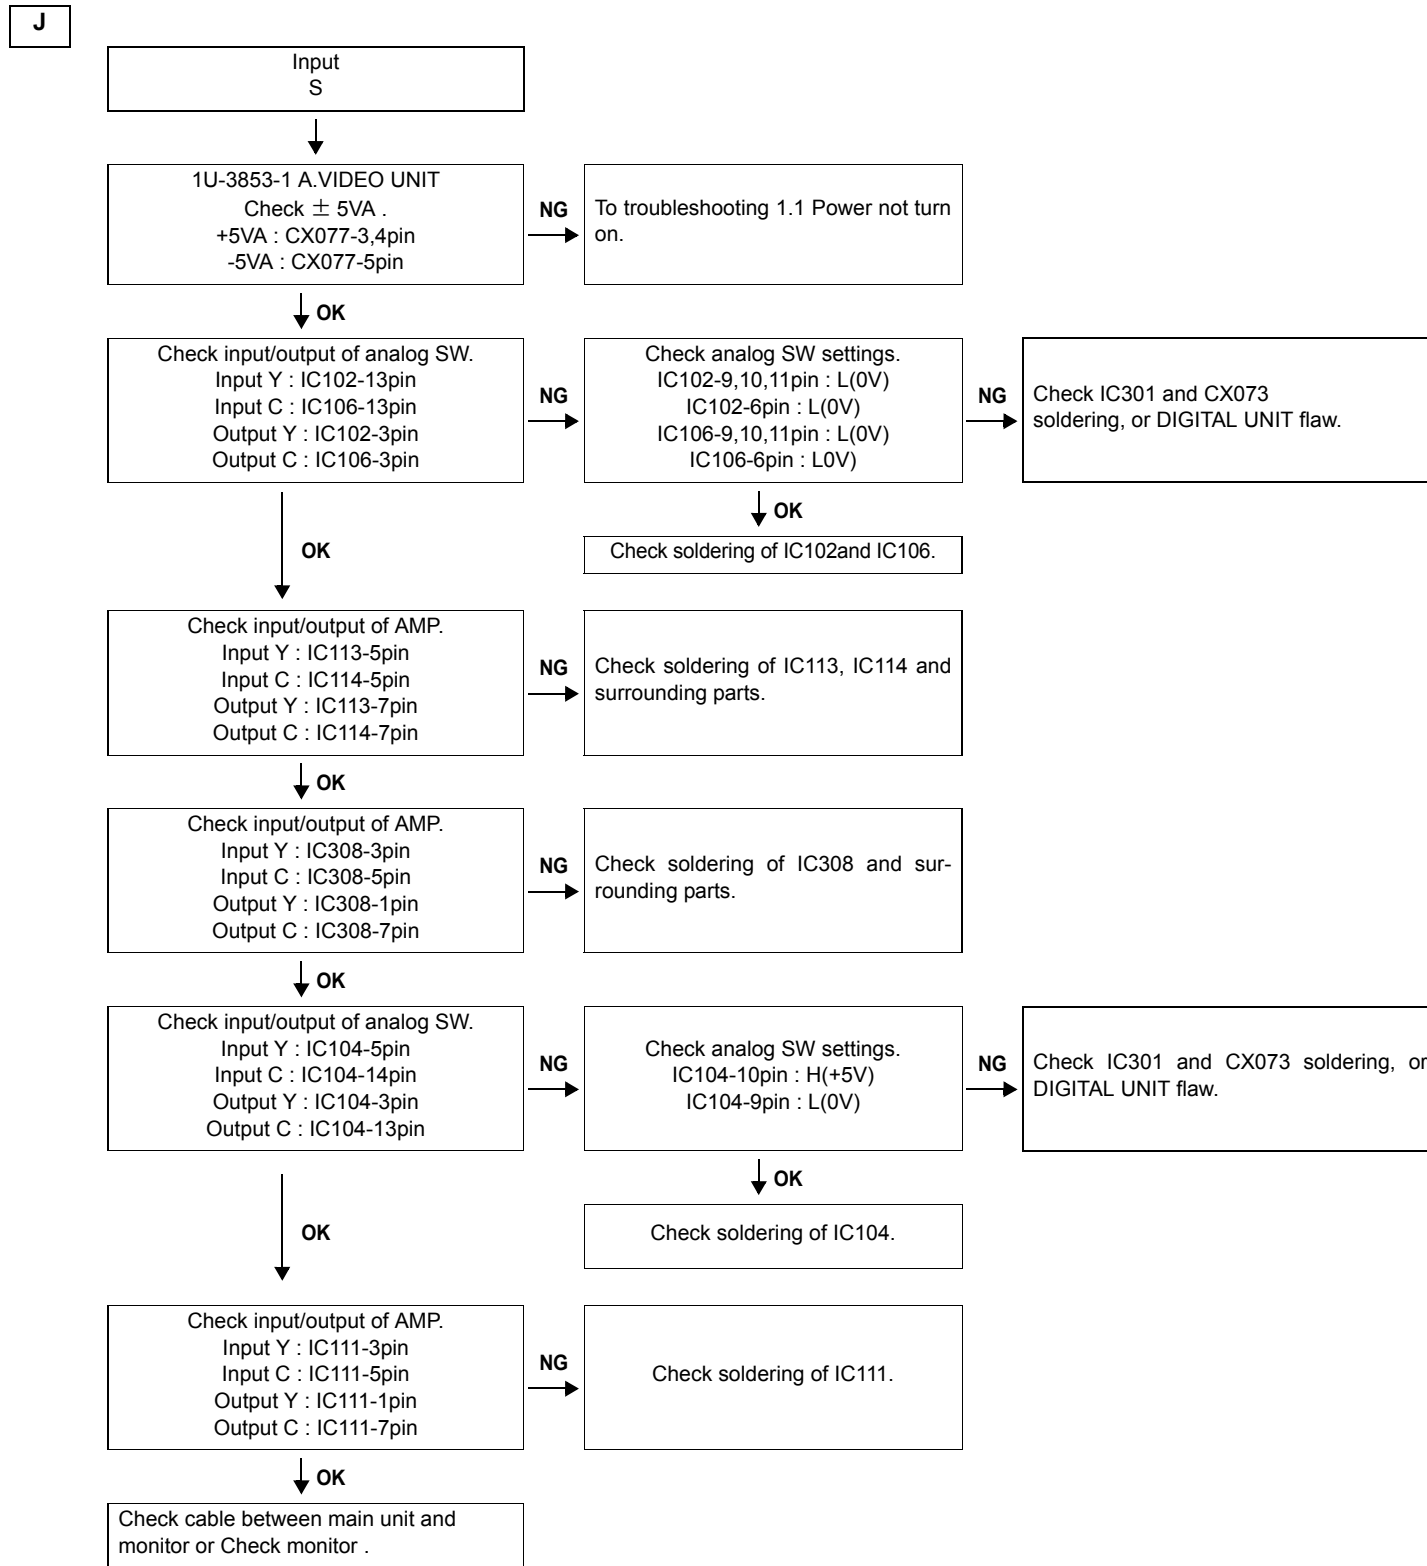 J
Input
S
1U-3853-1 A.VIDEO UNIT
Check ± 5VA .
+5VA : CX077-3,4pin
-5VA : CX077-5pin
NG
To troubleshooting 1.1 Power not turn
on.
OK
Check input/output of analog SW.
Input Y : IC102-13pin
Input C : IC106-13pin
Output Y : IC102-3pin
Output C : IC106-3pin
NG
Check analog SW settings.
IC102-9,10,11pin : L(0V)
IC102-6pin : L(0V)
IC106-9,10,11pin : L(0V)
IC106-6pin : L0V)
NG
Check IC301 and CX073
soldering, or DIGITAL UNIT flaw.
OK
Check soldering of IC102and IC106.
OK
Check input/output of AMP.
Input Y : IC113-5pin
Input C : IC114-5pin
Output Y : IC113-7pin
Output C : IC114-7pin
NG
Check soldering of IC113, IC114 and
surrounding parts.
OK
Check input/output of AMP.
Input Y : IC308-3pin
Input C : IC308-5pin
Output Y : IC308-1pin
Output C : IC308-7pin
NG
Check soldering of IC308 and sur-
rounding parts.
OK
Check input/output of analog SW.
Input Y : IC104-5pin
Input C : IC104-14pin
Output Y : IC104-3pin
Output C : IC104-13pin
NG
Check analog SW settings.
IC104-10pin : H(+5V)
IC104-9pin : L(0V)
NG
Check IC301 and CX073 soldering, or
DIGITAL UNIT flaw.
OK
Check soldering of IC104.
OK
Check input/output of AMP.
Input Y : IC111-3pin
Input C : IC111-5pin
Output Y : IC111-1pin
Output C : IC111-7pin
NG
Check soldering of IC111.
OK
Check cable between main unit and
monitor or Check monitor .